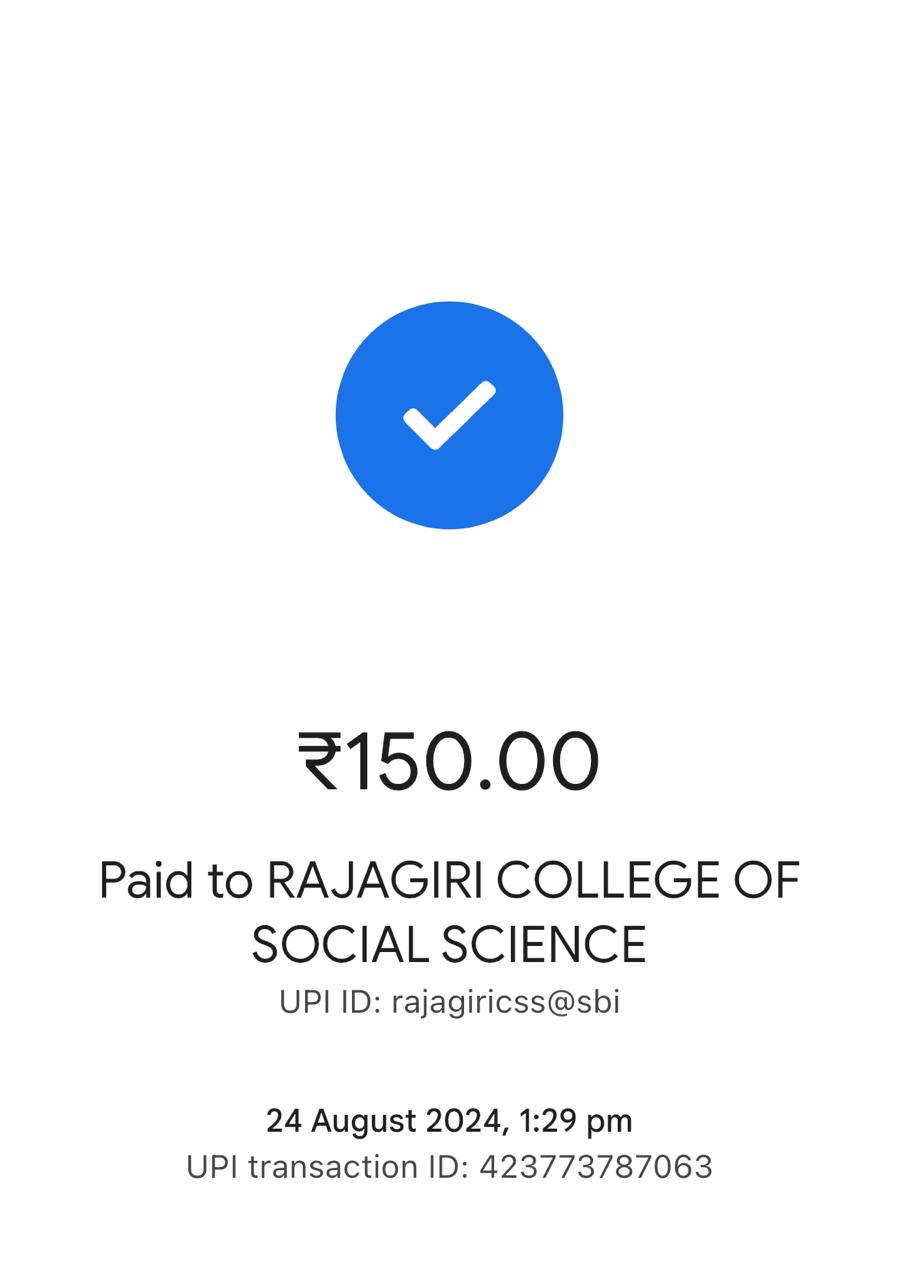 ₹150.00
Paid to RAJAGIRI COLLEGE OF
SOCIAL SCIENCE
UPI ID: rajagiricss@sbi
24 August 2024, 1:29 pm
UPI transaction ID: 423773787063